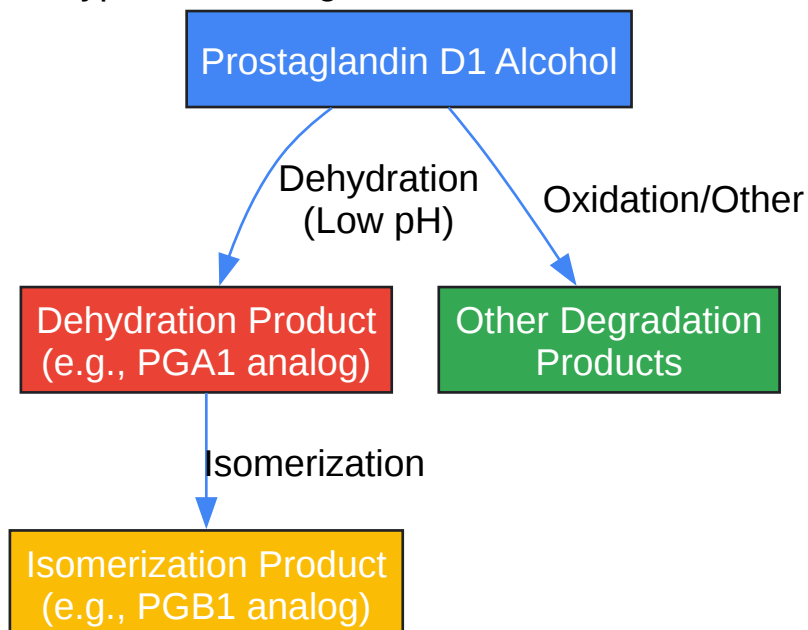 Prostaglandin D1 Alcohol
Dehydration
(Low pH)
Oxidation/Other
Dehydration Product
(e.g., PGA1 analog)
Other Degradation
Products
Isomerization
Isomerization Product
(e.g., PGB1 analog)